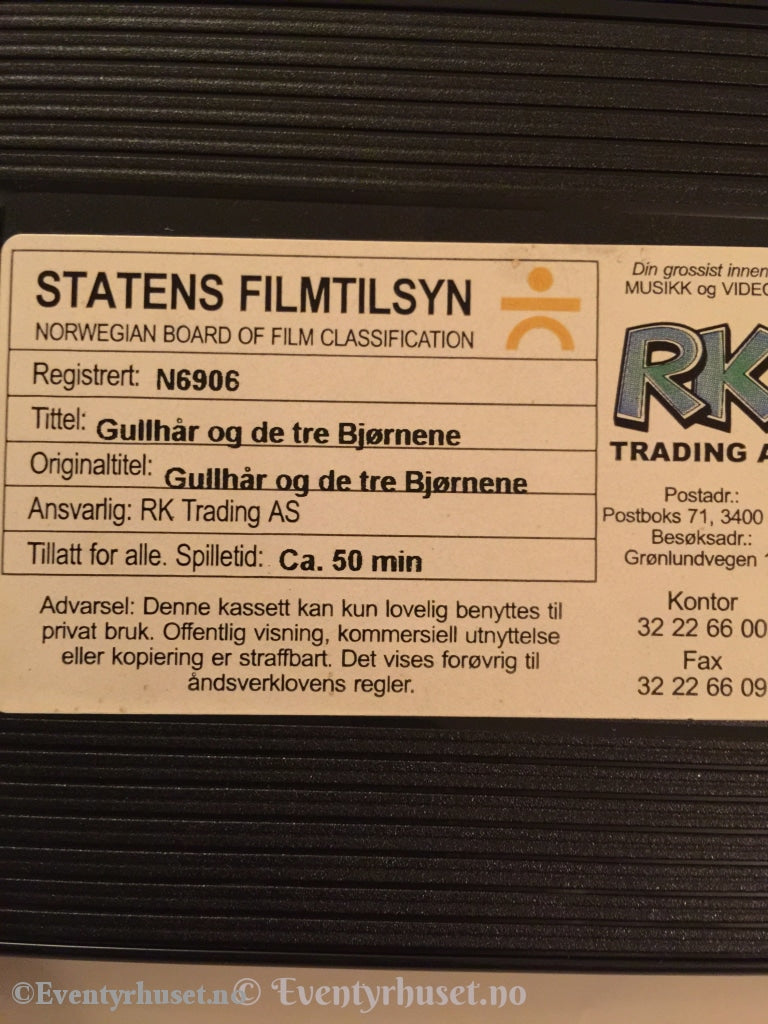 STATENS FILMTILSYN
NORWEGIAN BOARD OF FILM CLASSIFICATION
Registrert: N6906
Tittel: Gullhår og de tre Bjørnene
Originaltitel: Gullhår og de tre Bjørnene
Ansvarlig: RK Trading AS
Tillatt for alle. Spilletid: Ca. 50 min
Advarsel: Denne kassett kan kun lovelig benyttes til
privat bruk. Offentlig visning, kommersiell utnyttelse
eller kopiering er straffbart. Det vises forøvrig til
åndsverklovens regler.
Din grossist innen
MUSIKK og VIDEO
RK
TRADING A
Postadr.:
Postboks 71, 3400
Besøksadr.:
Grønlundvegen 1
Kontor
32 22 66 00
Fax
32 22 66 09
©Eventyrhuset.no © Eventyrhuset.no